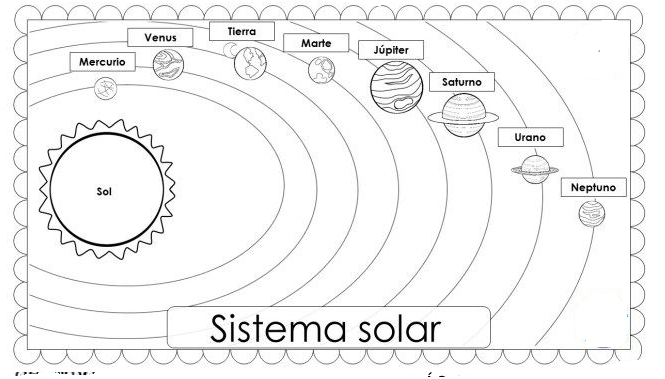 Tierra
Venus
Marte
Júpiter
Mercurio
Saturno
Urano
Neptuno
Sol
Sistema solar